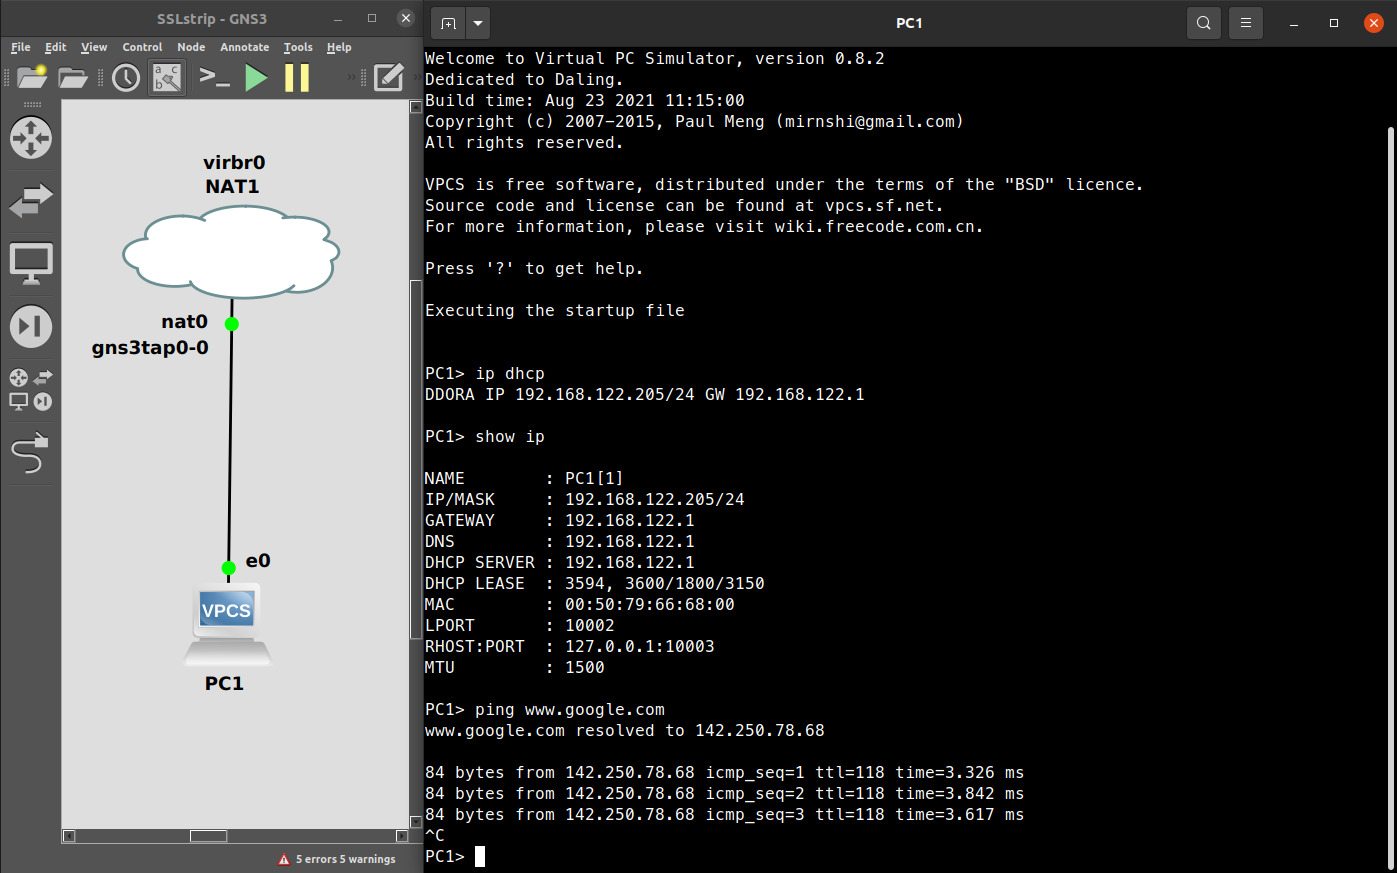 SSLstrip - GNS3
File Edit View Control Node Annotate Tools Help
a c
b
>_
virbr0
NAT1
nat0
gns3tap0-0
e0
VPCS
PC1
5 errors 5 warnings
PC1
Welcome to Virtual PC Simulator, version 0.8.2
Dedicated to Daling.
Build time: Aug 23 2021 11:15:00
Copyright (c) 2007-2015, Paul Meng (mirnshi@gmail.com)
All rights reserved.
VPCS is free software, distributed under the terms of the "BSD" licence.
Source code and license can be found at vpcs.sf.net.
For more information, please visit wiki.freecode.com.cn.
Press '?' to get help.
Executing the startup file
PC1> ip dhcp
DDORA IP 192.168.122.205/24 GW 192.168.122.1
PC1> show ip
NAME        : PC1[1]
IP/MASK     : 192.168.122.205/24
GATEWAY     : 192.168.122.1
DNS         : 192.168.122.1
DHCP SERVER : 192.168.122.1
DHCP LEASE  : 3594, 3600/1800/3150
MAC         : 00:50:79:66:68:00
LPORT       : 10002
RHOST:PORT  : 127.0.0.1:10003
MTU         : 1500
PC1> ping www.google.com
www.google.com resolved to 142.250.78.68
84 bytes from 142.250.78.68 icmp_seq=1 ttl=118 time=3.326 ms
84 bytes from 142.250.78.68 icmp_seq=2 ttl=118 time=3.842 ms
84 bytes from 142.250.78.68 icmp_seq=3 ttl=118 time=3.617 ms
^C
PC1>